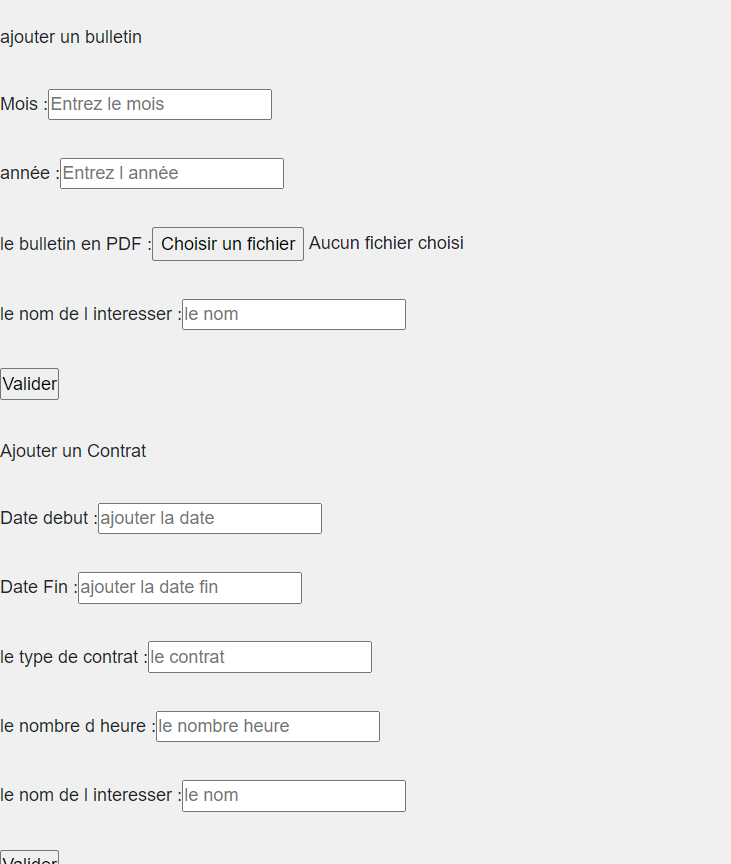 ajouter un bulletin
Mois :Entrez le mois
année :Entrez l année
le bulletin en PDF :Choisir un fichier Aucun fichier choisi
le nom de l interesser :le nom
Valider
Ajouter un Contrat
Date debut :ajouter la date
Date Fin :ajouter la date fin
le type de contrat :le contrat
le nombre d heure :le nombre heure
le nom de l interesser :le nom
Valider